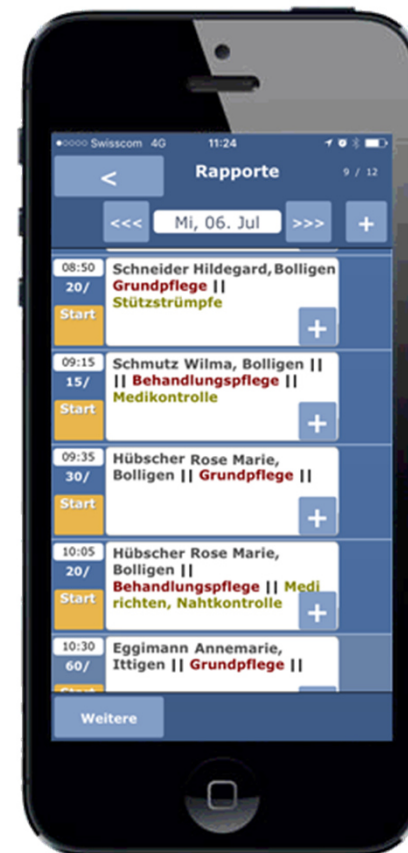 Swisscom 4G 11:24
<
Rapporte
9 / 12
<<< Mi, 06. Jul >>> +
08:50
20/
Start
Schneider Hildegard, Bolligen
Grundpflege ||
Stützstrümpfe
+
09:15
15/
Start
Schmutz Wilma, Bolligen ||
|| Behandlungspflege ||
Medikontrolle
+
09:35
30/
Start
Hübscher Rose Marie,
Bolligen || Grundpflege ||
+
10:05
20/
Start
Hübscher Rose Marie,
Bolligen ||
Behandlungspflege || Medi
richten, Nahtkontrolle
+
10:30
60/
Eggimann Annemarie,
Ittigen || Grundpflege ||
Weitere